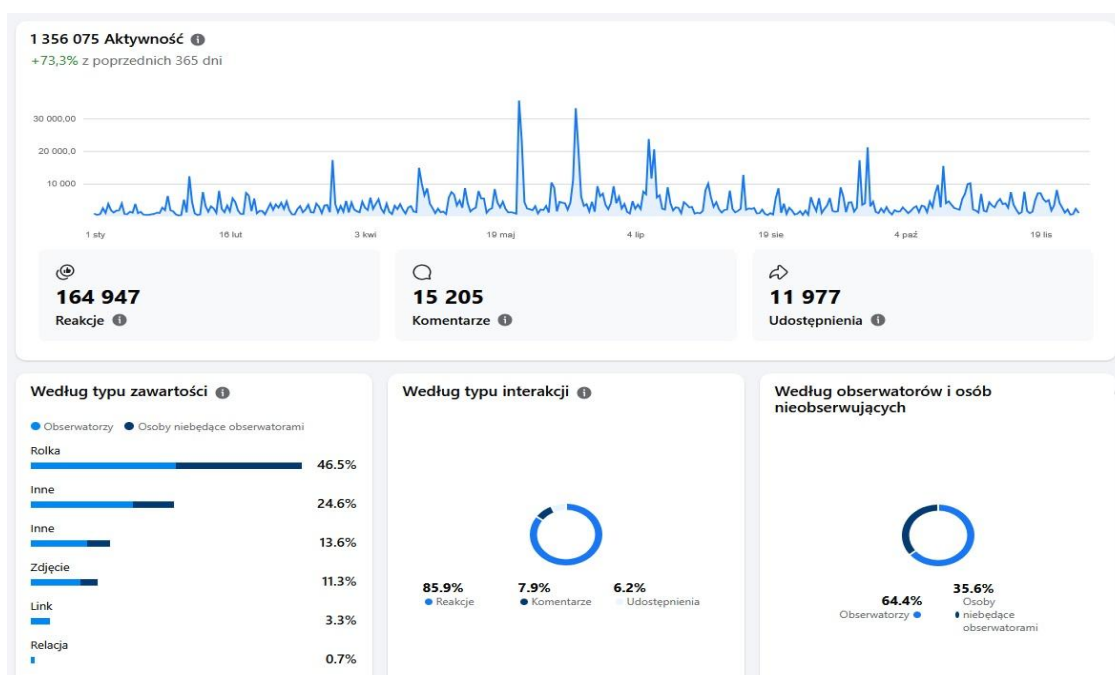 1 356 075 Aktywność
+73,3% z poprzednich 365 dni
30 000,00
20 000,0
10 000
1 sty 16 lut 3 kwi 19 maj 4 lip 19 sie 4 paź 19 lis
164 947
Reakcje
15 205
Komentarze
11 977
Udostępnienia
Według typu zawartości
Obserwatorzy Osoby niebędące obserwatorami
Rolka
46.5%
Inne
24.6%
Inne
13.6%
Zdjęcie
11.3%
Link
3.3%
Relacja
0.7%
Według typu interakcji
85.9% 7.9% 6.2%
Reakcje Komentarze Udostępnienia
Według obserwatorów i osób
nieobserwujących
64.4%
Obserwatorzy
35.6%
Osoby
niebędące
obserwatorami